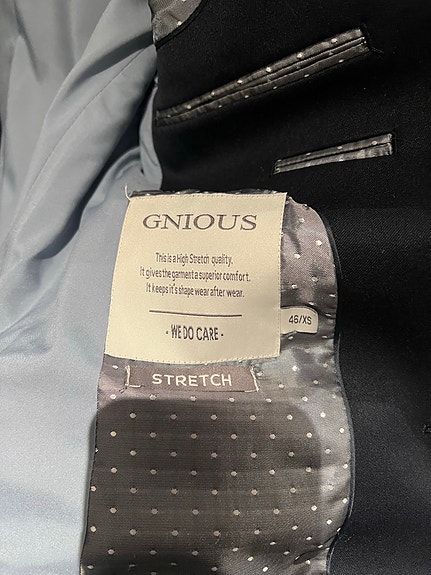 GNIOUS
This is a High Stretch quality.
It gives the garment a superior comfort.
It keeps it's shape wear after wear.
- WE DO CARE -
46/XS
STRETCH